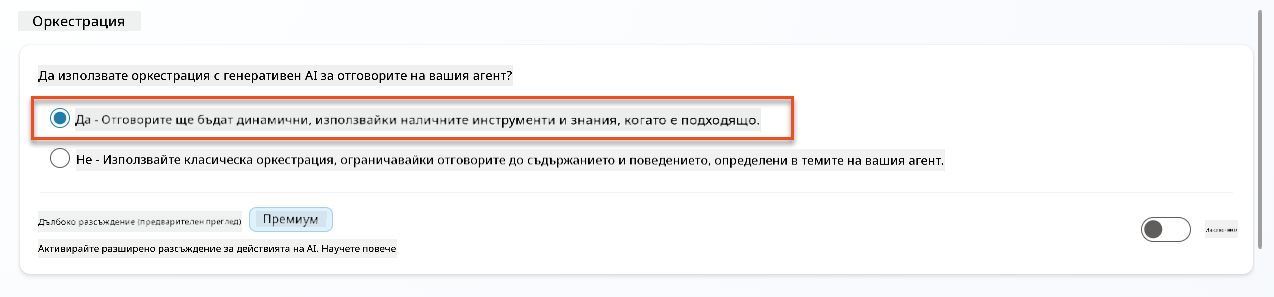 Оркестрация
Да използвате оркестрация с генеративен AI за отговорите на вашия агент?
Да - Отговорите ще бъдат динамични, използвайки наличните инструменти и знания, когато е подходящо.
Не - Използвайте класическа оркестрация, ограничавайки отговорите до съдържанието и поведението, определени в темите на вашия агент.
Дълбоко разсъждение (предварителен преглед) Премиум
Активирайте разширено разсъждение за действията на AI. Научете повече